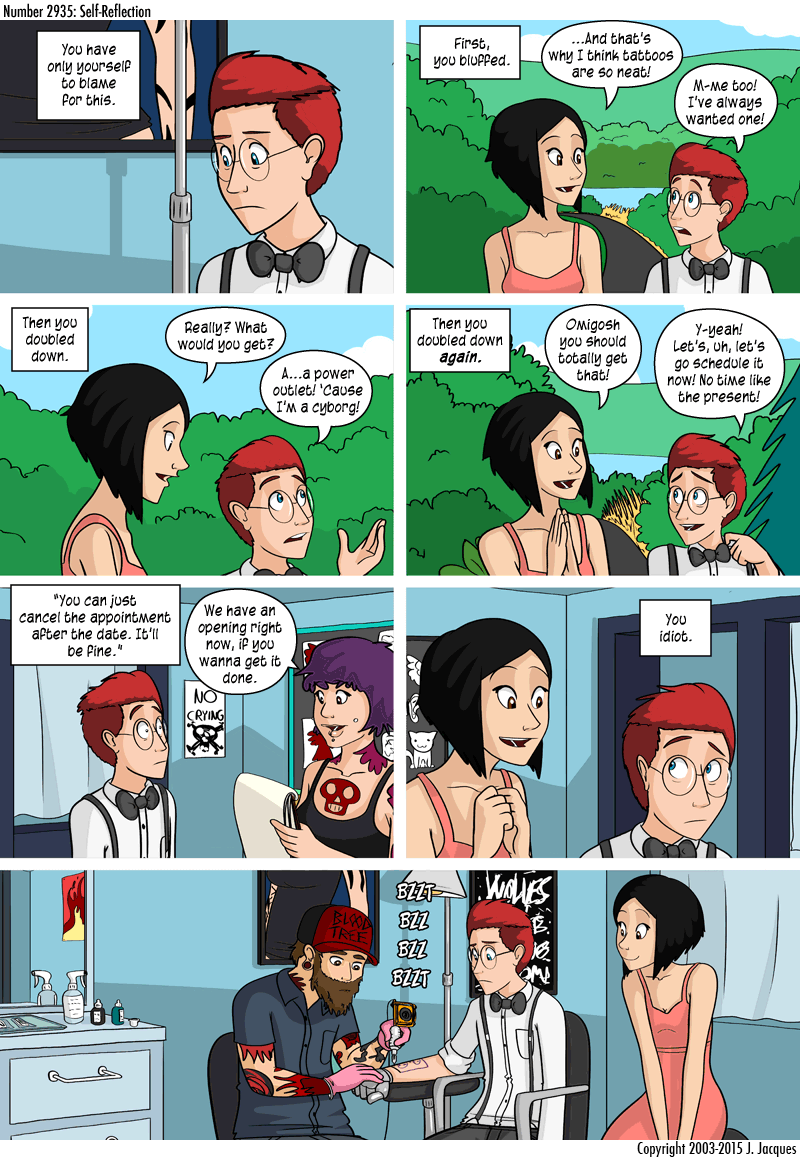 Number 2935: Self-Reflection
You have
only yourself
to blame
for this.
First,
you bluffed.
...And that's
why I think tattoos
are so neat!
M-me too!
I've always
wanted one!
Then you
doubled
down.
Really? What
would you get?
A...a power
outlet! 'Cause
I'm a cyborg!
Then you
doubled down
again.
Omigosh
you should
totally get
that!
Y-yeah!
Let's, uh, let's
go schedule it
now! No time like
the present!
"You can just
cancel the appointment
after the date. It'll
be fine."
We have an
opening right
now, if you
wanna get it
done.
NO
CRYING
You
idiot.
BLOOD
TREE
BZZT
BZZ
BZZ
BZZT
WOLVES
Copyright 2003-2015 J. Jacques